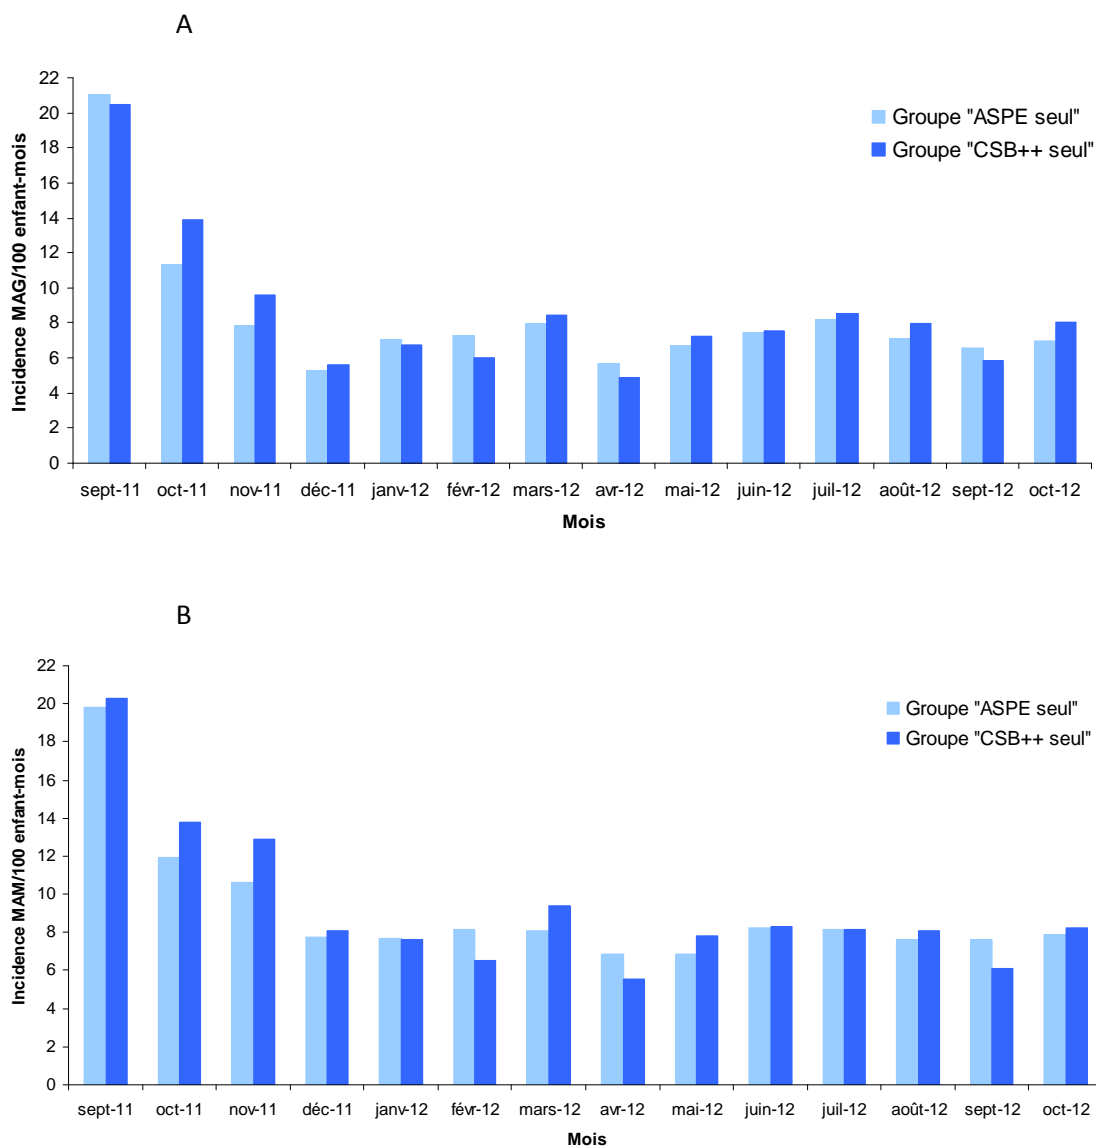 A
22
20
18
16
14
12
10
8
6
4
2
0
Incidence MAG/100 enfant-mois
Groupe "ASPE seul"
Groupe "CSB++ seul"
sept-11 oct-11 nov-11 déc-11 janv-12 févr-12 mars-12 avr-12 mai-12 juin-12 juil-12 août-12 sept-12 oct-12
Mois
B
22
20
18
16
14
12
10
8
6
4
2
0
Incidence MAM/100 enfant-mois
Groupe "ASPE seul"
Groupe "CSB++ seul"
sept-11 oct-11 nov-11 déc-11 janv-12 févr-12 mars-12 avr-12 mai-12 juin-12 juil-12 août-12 sept-12 oct-12
Mois